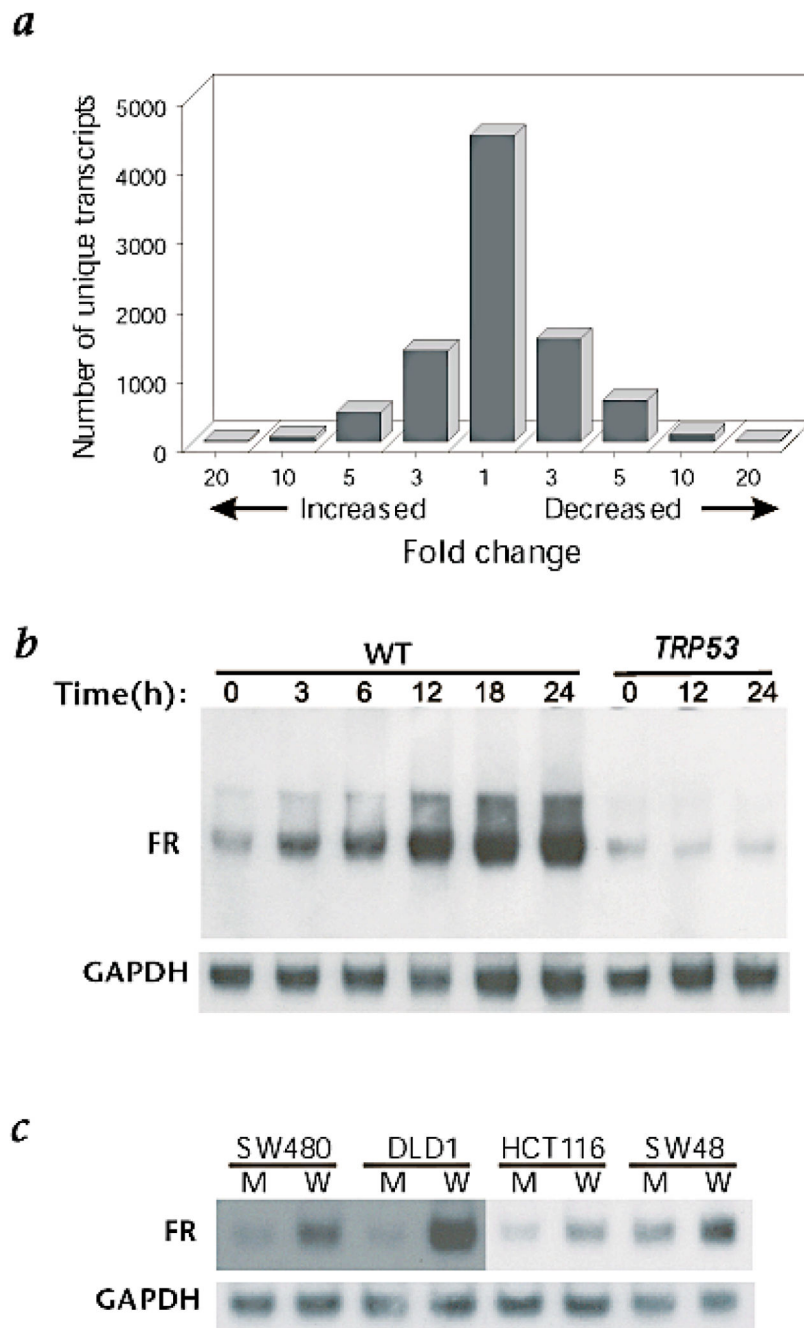 a
5000
4000
3000
2000
1000
0
Number of unique transcripts
20 10 5 3 1 3 5 10 20
Increased Decreased
Fold change
b
WT TRP53
Time(h): 0 3 6 12 18 24 0 12 24
FR
GAPDH
c
SW480 DLD1 HCT116 SW48
M W M W M W M W
FR
GAPDH